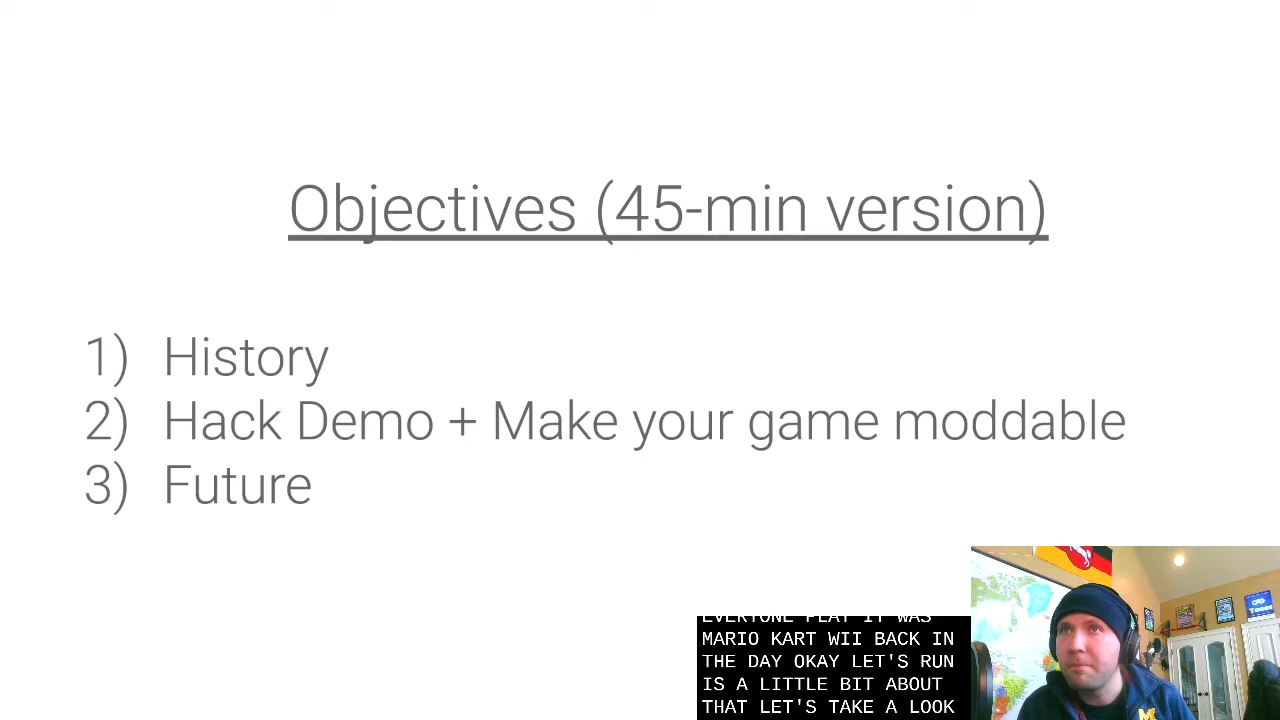 Objectives (45-min version)
1) History
2) Hack Demo + Make your game moddable
3) Future
EVERYONE PLAY IT WAS
MARIO KART WII BACK IN
THE DAY OKAY LET'S RUN
IS A LITTLE BIT ABOUT
THAT LET'S TAKE A LOOK
M